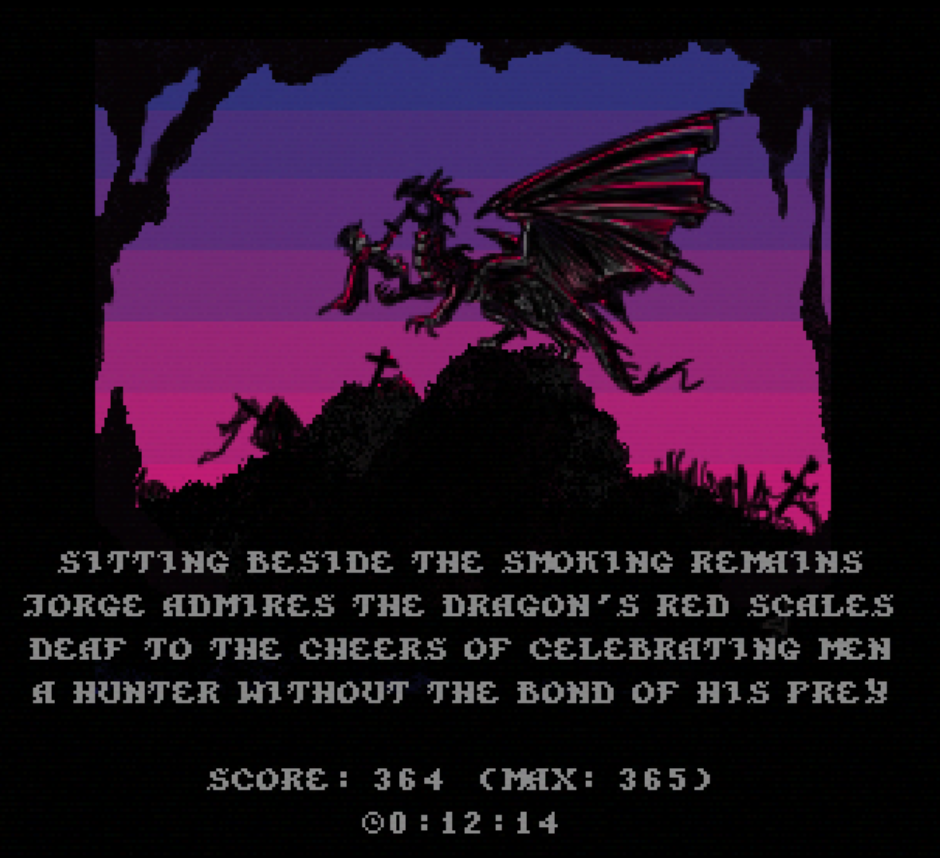 SITTING BESIDE THE SMOKING REMAINS
JORGE ADMIRES THE DRAGON'S RED SCALES
DEAF TO THE CHEERS OF CELEBRATING MEN
A HUNTER WITHOUT THE BOND OF HIS PREY
SCORE: 364 (MAX: 365)
0:12:14